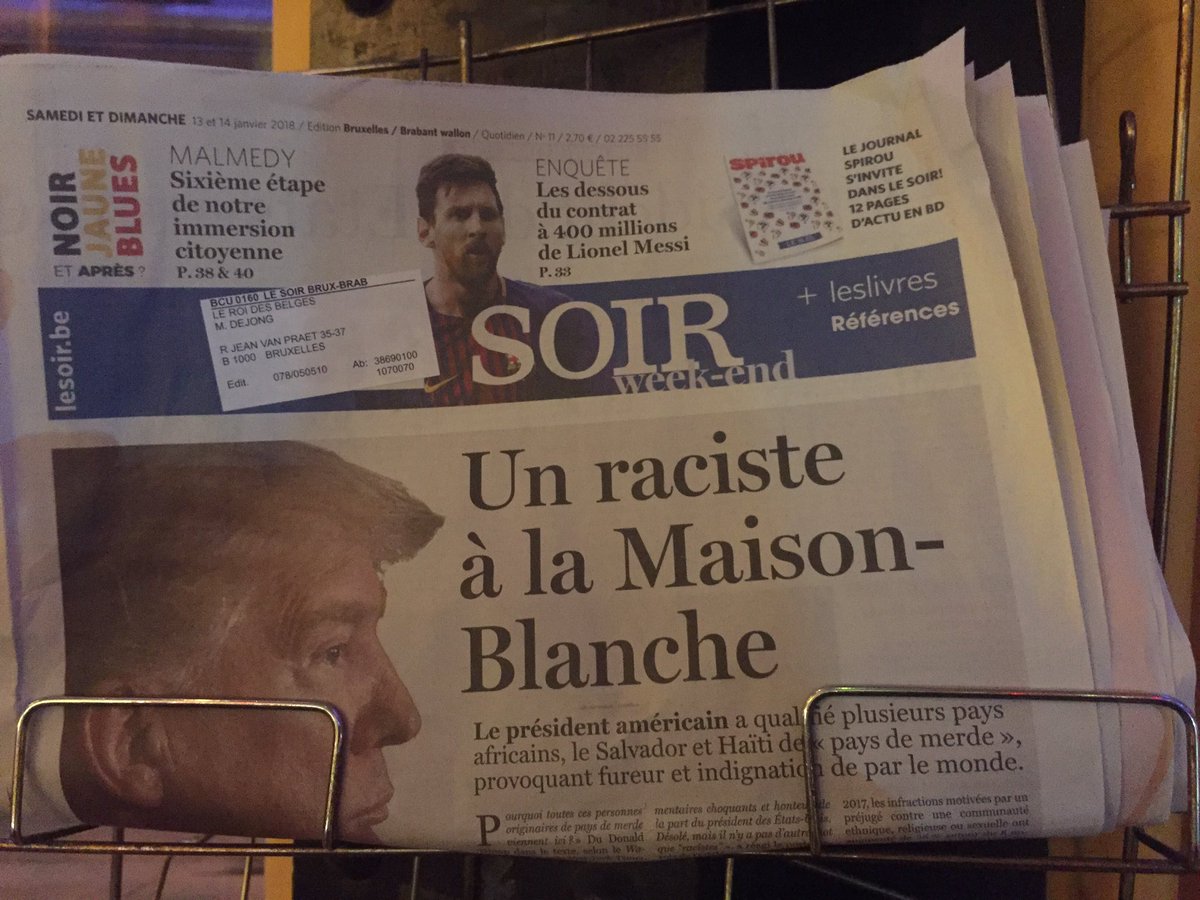 SAMEDI ET DIMANCHE 13 et 14 janvier 2018 / Edition Bruxelles / Brabant wallon / Quotidien / N° 11 / 2,70 € / 02 225 55 55
NOIR
JAUNE
BLUES
ET APRÈS ?
MALMEDY
Sixième étape
de notre
immersion
citoyenne
P. 38 & 40
ENQUÊTE
Les dessous
du contrat
à 400 millions
de Lionel Messi
P. 33
SPIROU
LE JOURNAL
SPIROU
S'INVITE
DANS LE SOIR!
12 PAGES
D'ACTU EN BD
lesoir.be
BCU 0160 LE SOIR BRUX-BRAB
LE ROI DES BELGES
M. DEJONG
R JEAN VAN PRAET 35-37
B 1000 BRUXELLES
Edit. 078/050510 Ab: 38690100
1070070
SOIR
week-end
+ leslivres
Références
Un raciste
à la Maison-
Blanche
Le président américain a qualifié plusieurs pays
africains, le Salvador et Haïti de « pays de merde »,
provoquant fureur et indignation de par le monde.
Pourquoi toutes ces personnes
originaires de pays de merde
viennent ici ? » Du Donald
dans le texte, selon le
mentaires choquants et honteux de
la part du président des États-Unis.
Désolé, mais il n'y a pas d'autre mot
que "racistes"
2017, les infractions motivées par un
préjugé contre une communauté
ethnique, religieuse ou sexuelle ont